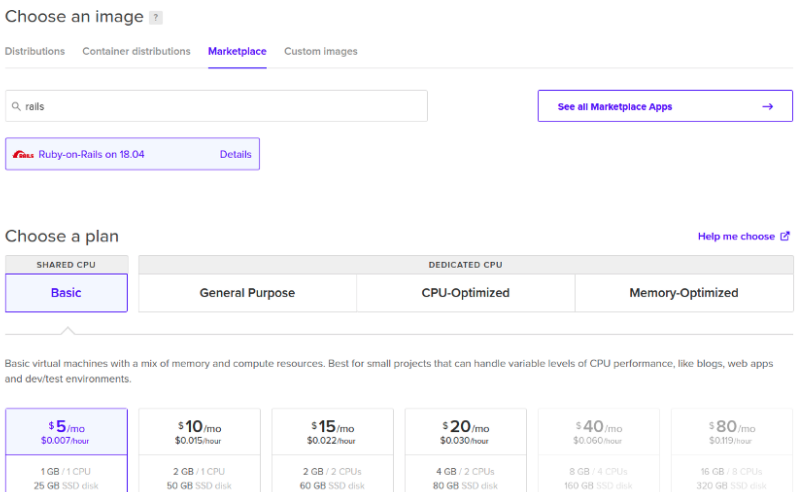 Choose an image ?
Distributions Container distributions Marketplace Custom images
rails
See all Marketplace Apps →
RAILS Ruby-on-Rails on 18.04 Details
Choose a plan
Help me choose
SHARED CPU
DEDICATED CPU
Basic
General Purpose
CPU-Optimized
Memory-Optimized
Basic virtual machines with a mix of memory and compute resources. Best for small projects that can handle variable levels of CPU performance, like blogs, web apps
and dev/test environments.
$5/mo
$0.007/hour
1 GB / 1 CPU
25 GB SSD disk
$10/mo
$0.015/hour
2 GB / 1 CPU
50 GB SSD disk
$15/mo
$0.022/hour
2 GB / 2 CPUs
60 GB SSD disk
$20/mo
$0.030/hour
4 GB / 2 CPUs
80 GB SSD disk
$40/mo
$0.060/hour
8 GB / 4 CPUs
160 GB SSD disk
$80/mo
$0.119/hour
16 GB / 8 CPUs
320 GB SSD disk